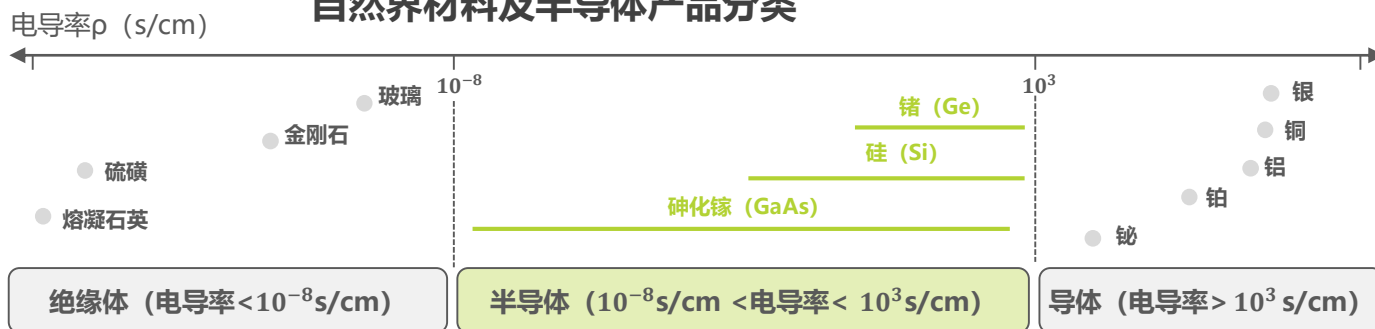 自然界材料及半导体产品分类
电导率ρ（s/cm）
10⁻⁸
10³
玻璃
银
锗（Ge）
金刚石
铜
硅（Si）
硫磺
铝
砷化镓（GaAs）
铂
熔凝石英
铋
绝缘体（电导率<10⁻⁸s/cm）
半导体（10⁻⁸s/cm <电导率< 10³s/cm）
导体（电导率> 10³ s/cm）